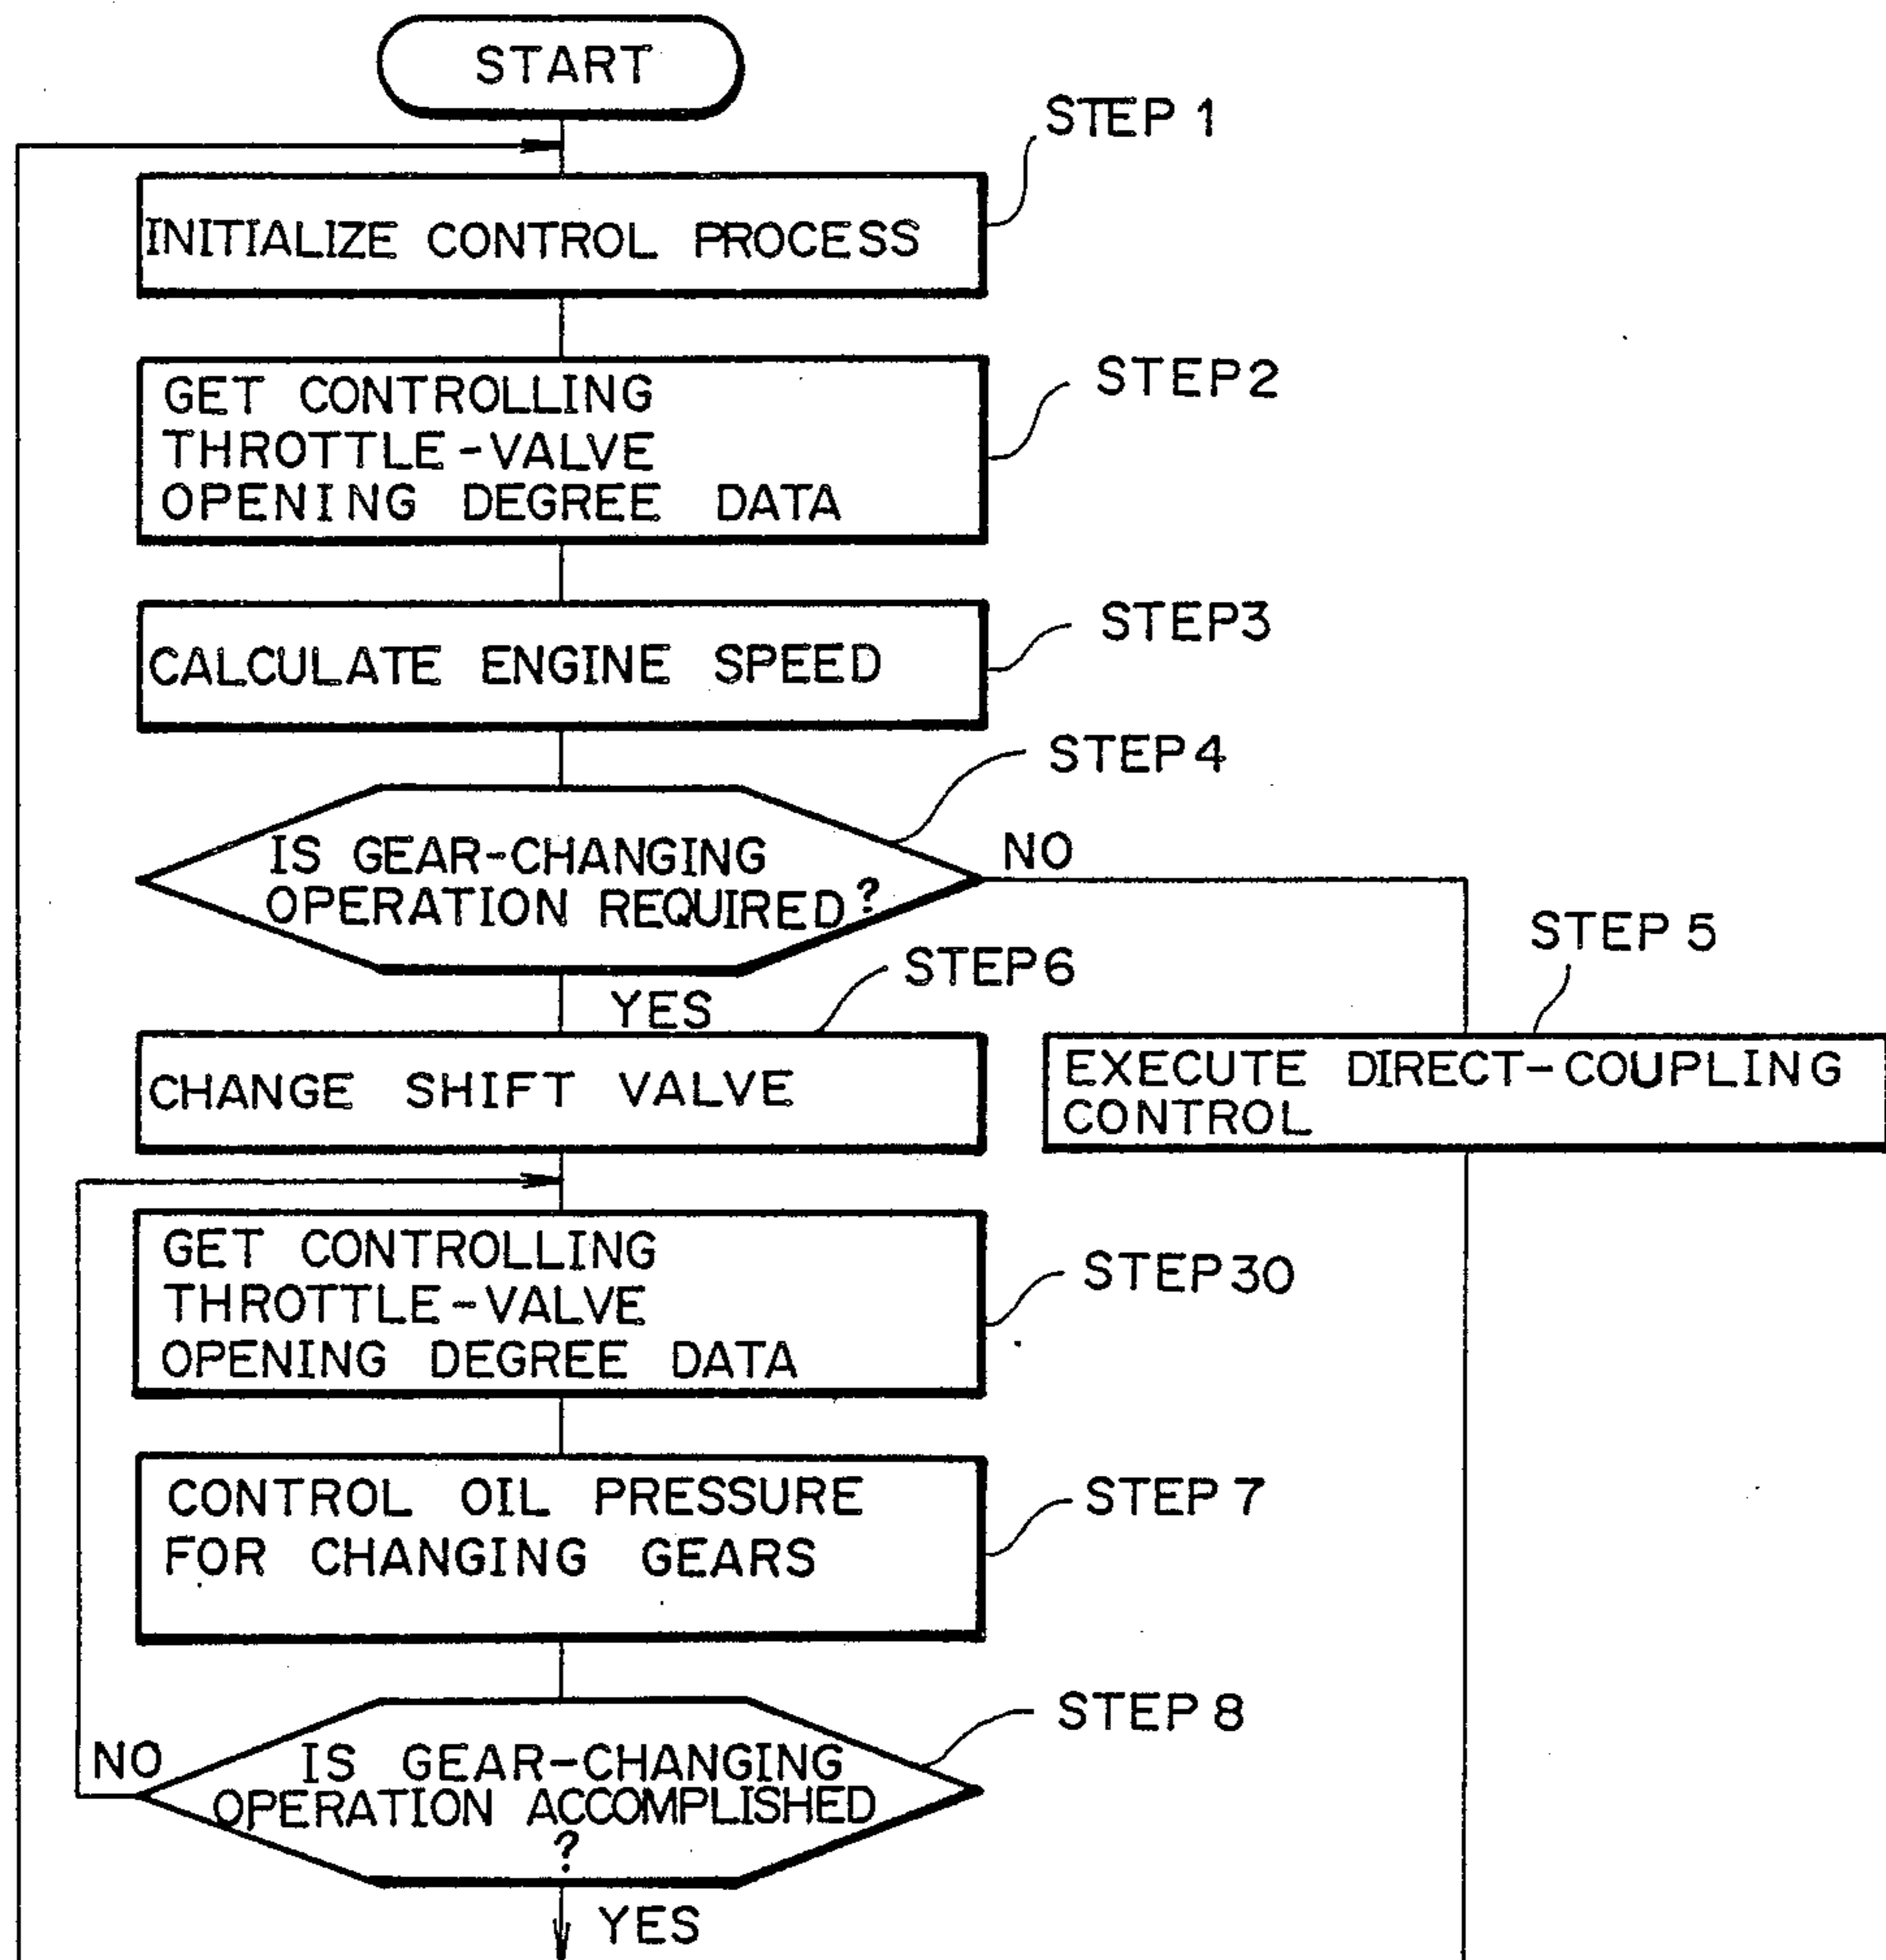 START
STEP 1
INITIALIZE CONTROL PROCESS
STEP2
GET CONTROLLING
THROTTLE-VALVE
OPENING DEGREE DATA
STEP3
CALCULATE ENGINE SPEED
STEP4
IS GEAR-CHANGING
OPERATION REQUIRED?
NO
YES
STEP 5
EXECUTE DIRECT-COUPLING
CONTROL
STEP6
CHANGE SHIFT VALVE
STEP30
GET CONTROLLING
THROTTLE-VALVE
OPENING DEGREE DATA
STEP 7
CONTROL OIL PRESSURE
FOR CHANGING GEARS
STEP 8
NO
IS GEAR-CHANGING
OPERATION ACCOMPLISHED
?
YES